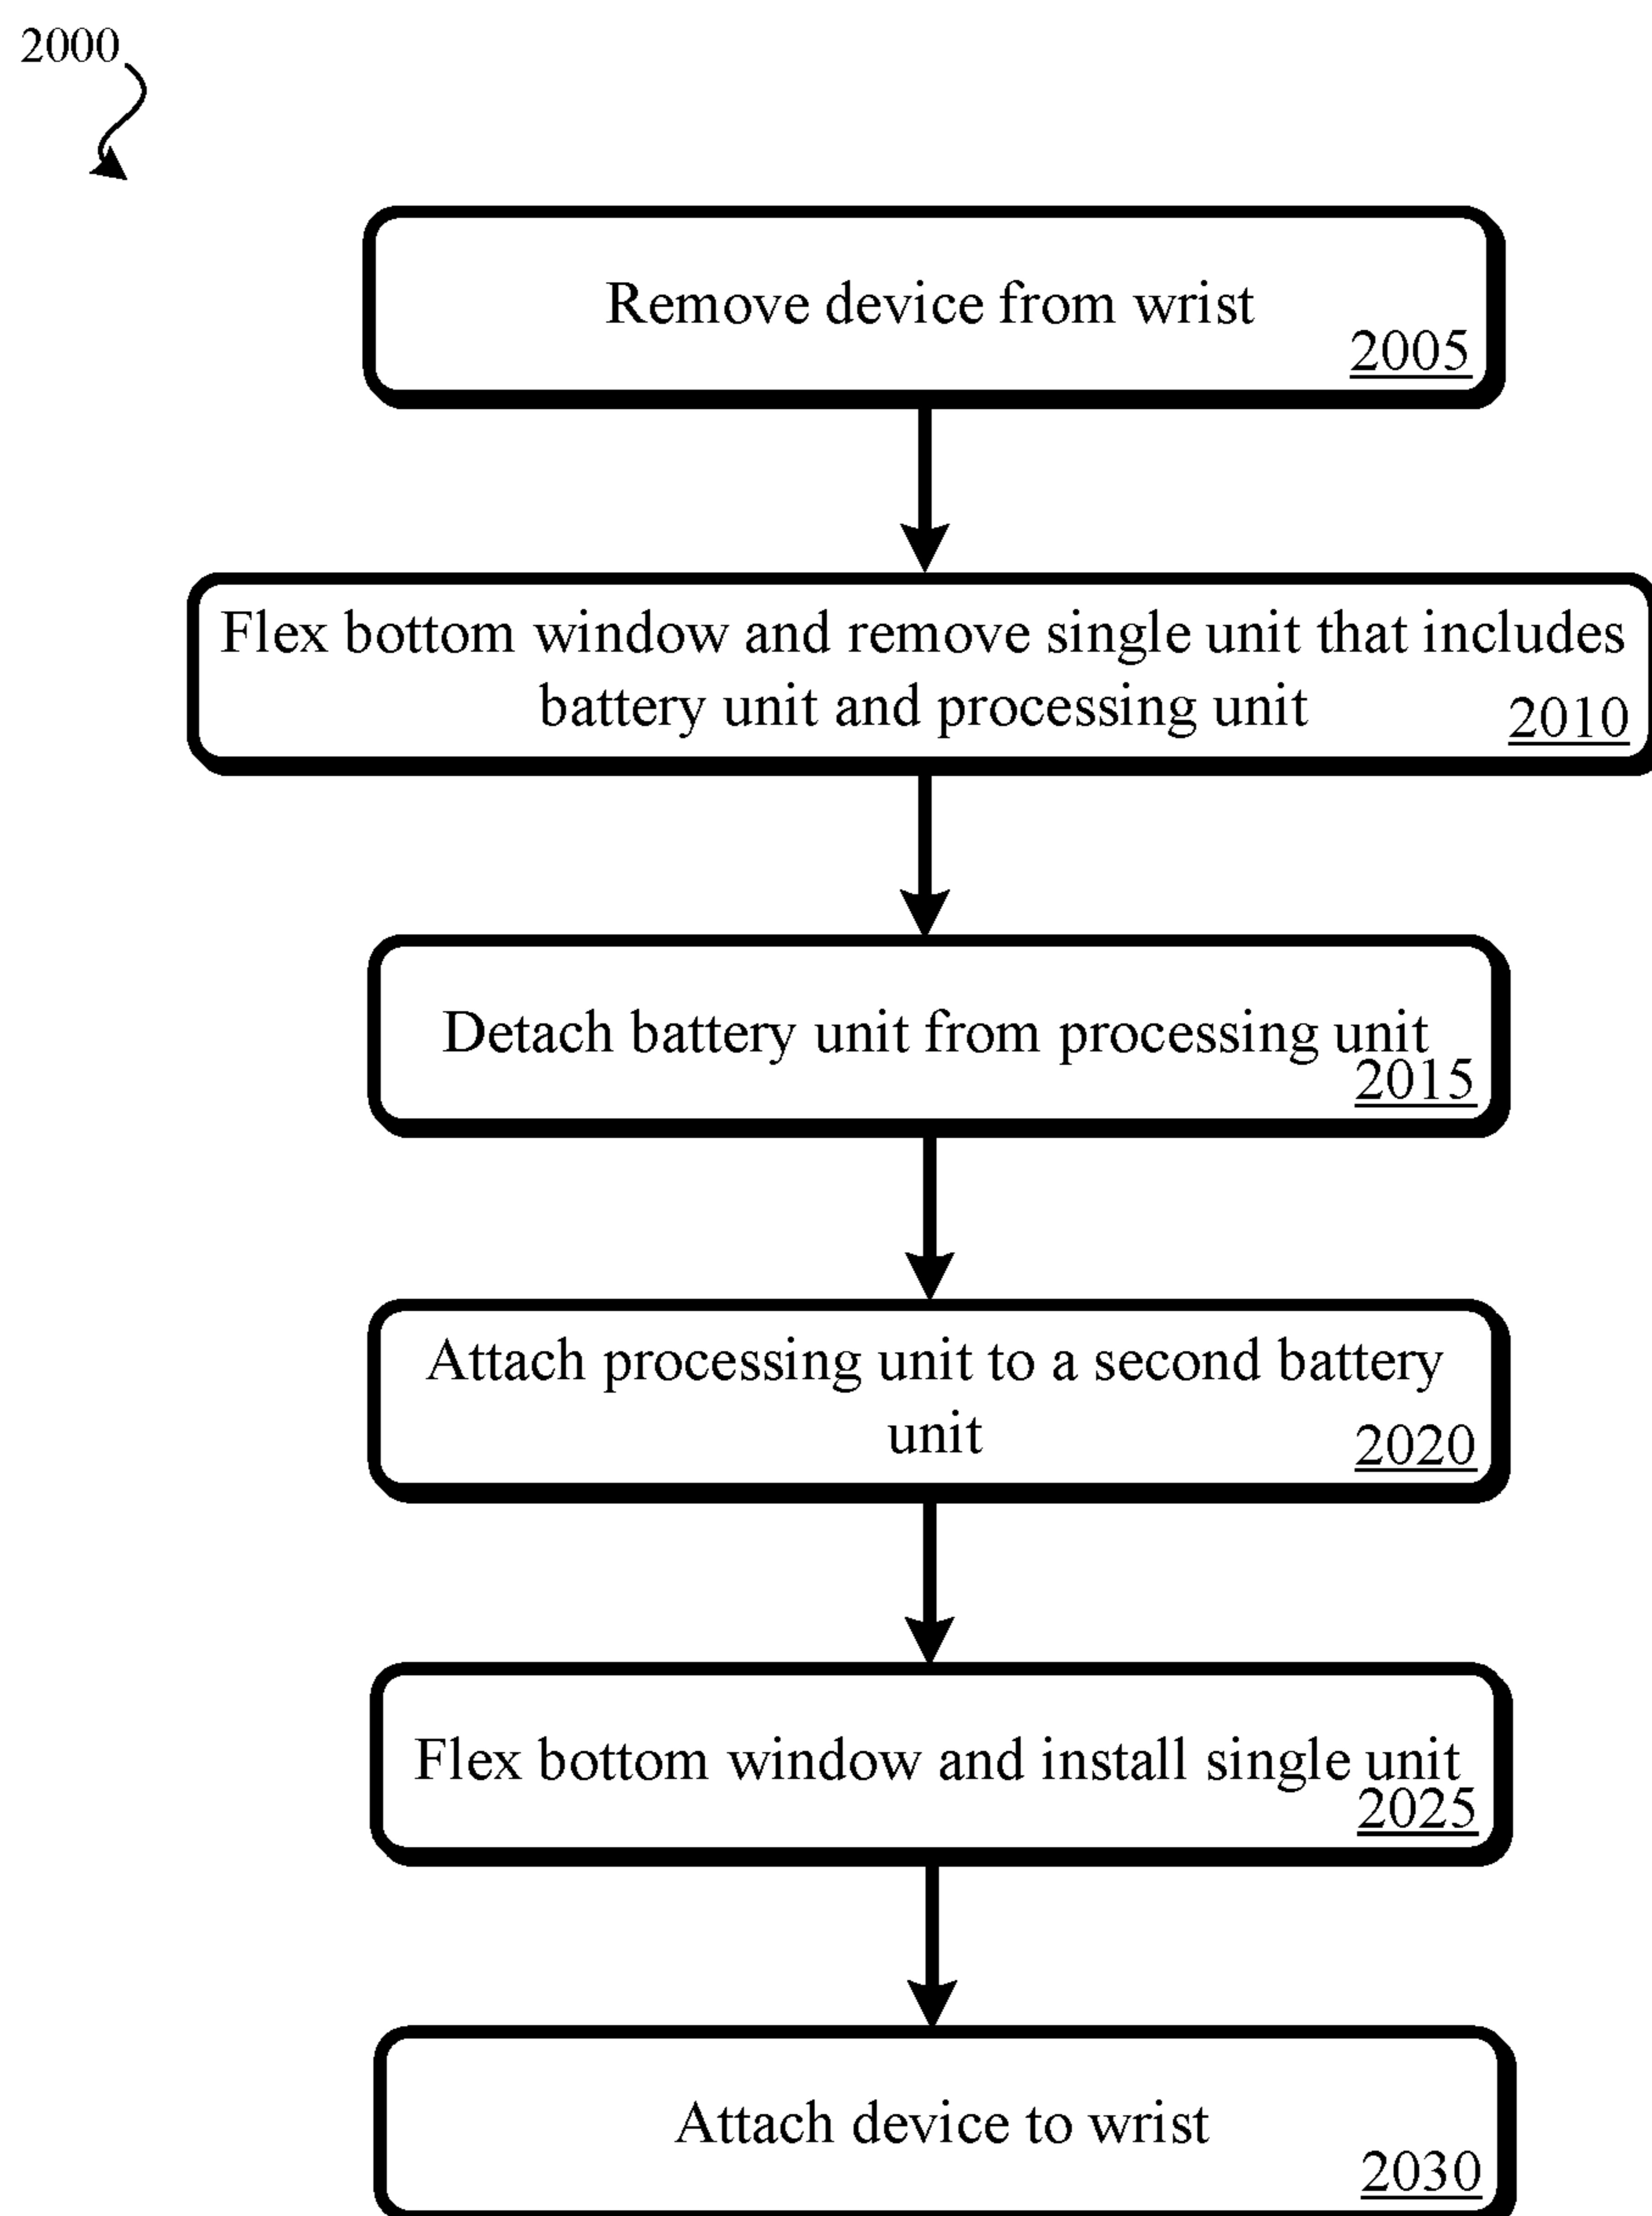 2000
Remove device from wrist
2005
Flex bottom window and remove single unit that includes
battery unit and processing unit
2010
Detach battery unit from processing unit
2015
Attach processing unit to a second battery
unit
2020
Flex bottom window and install single unit
2025
Attach device to wrist
2030